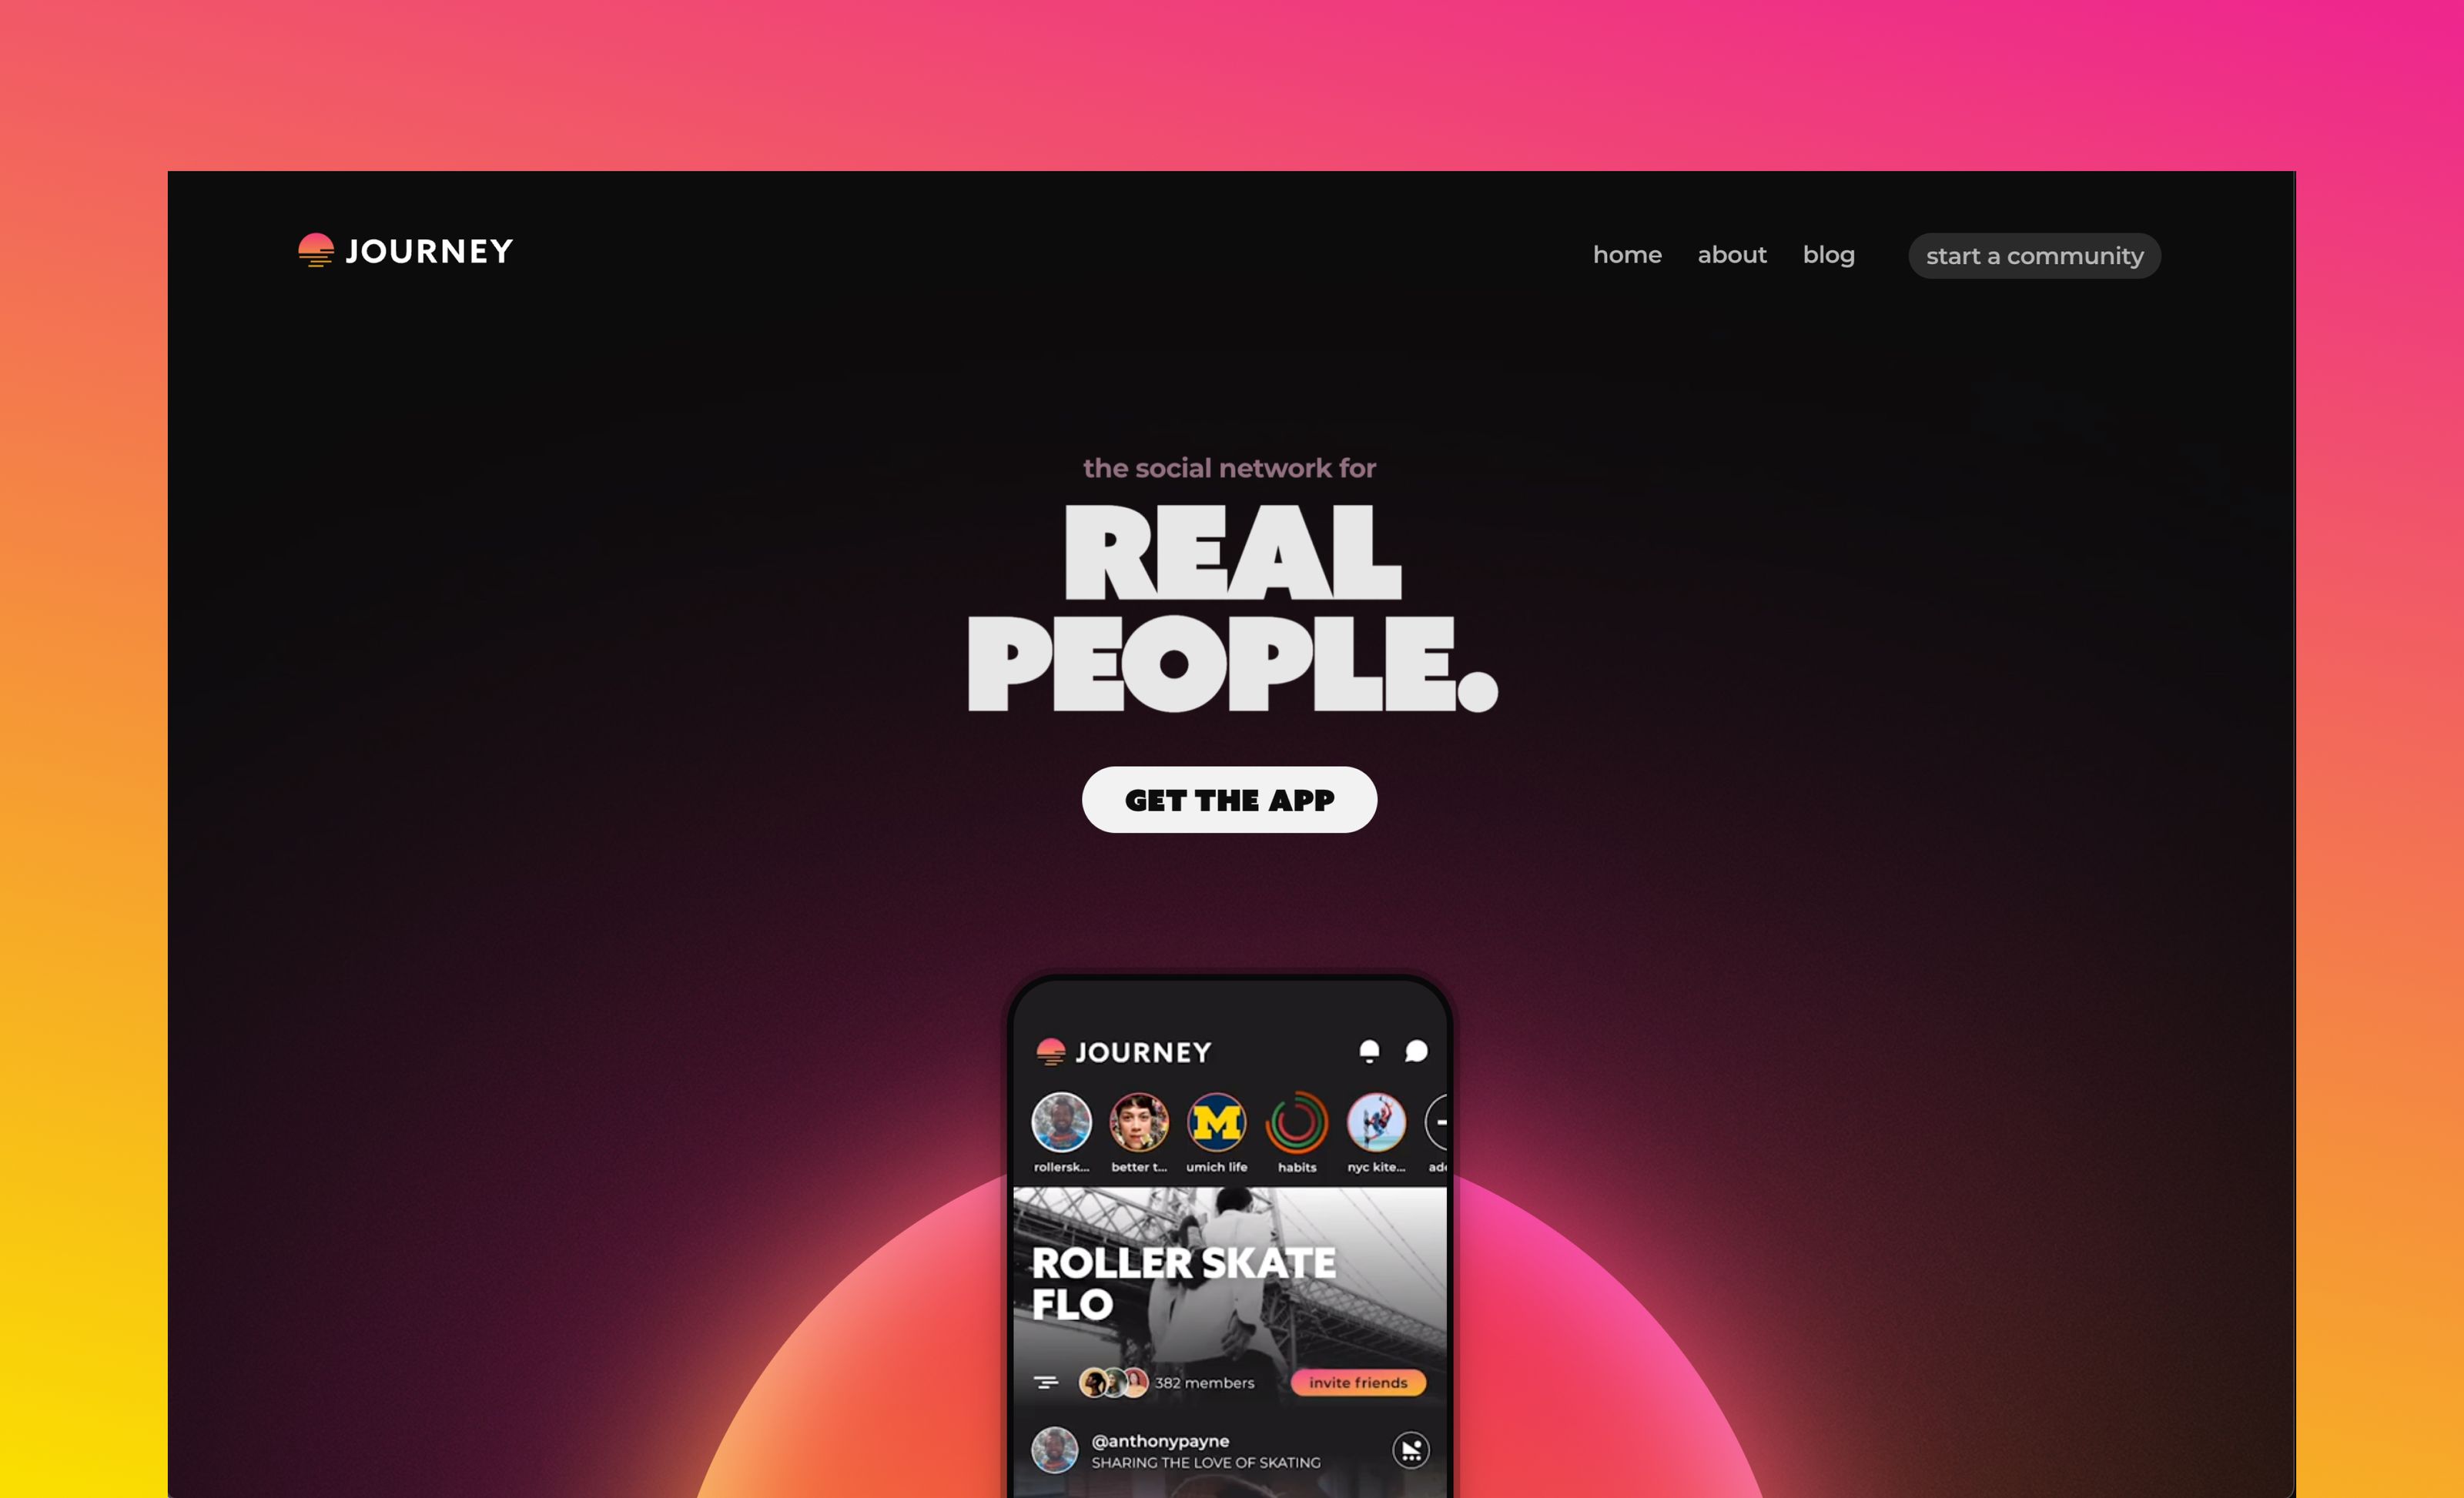 JOURNEY
home about blog start a community
the social network for
REAL
PEOPLE.
GET THE APP
JOURNEY
M
rollersk... better t... umich life habits nyc kite...
ROLLER SKATE
FLO
382 members invite friends
@anthonypayne
SHARING THE LOVE OF SKATING